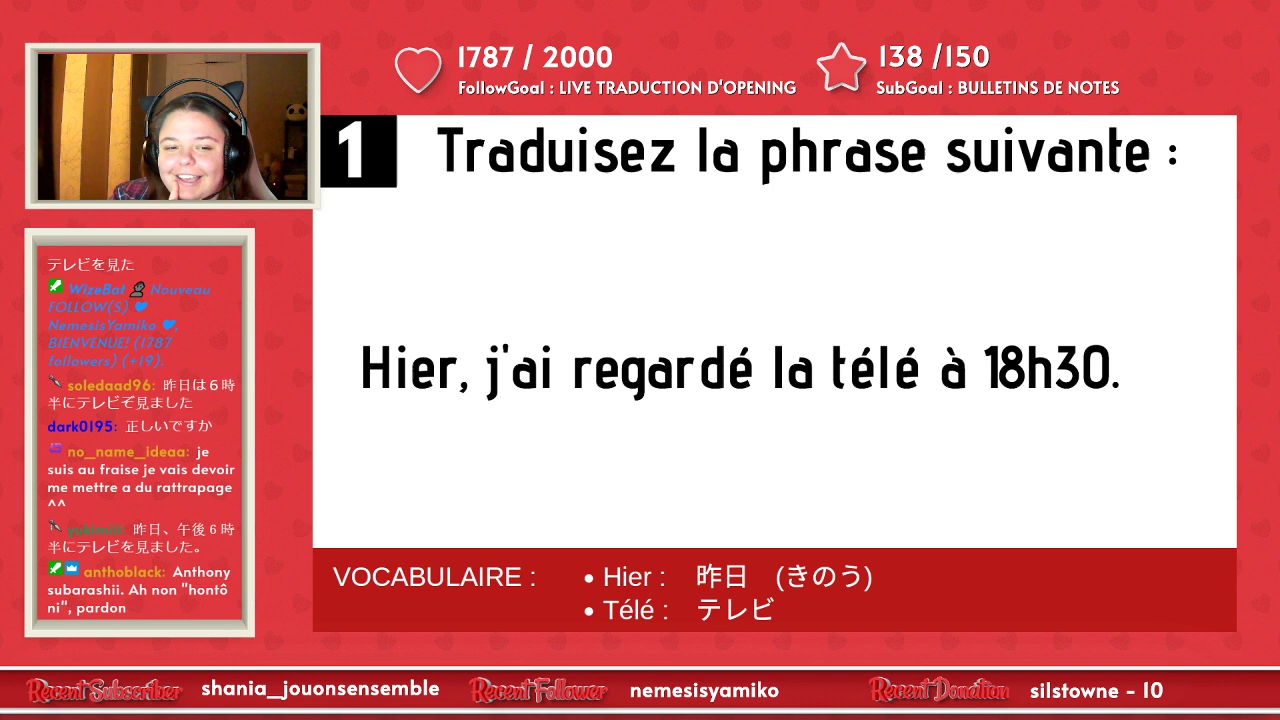 1787 / 2000
FollowGoal : LIVE TRADUCTION D'OPENING
138 /150
SubGoal : BULLETINS DE NOTES
1 Traduisez la phrase suivante :
Hier, j'ai regardé la télé à 18h30.
VOCABULAIRE : • Hier : 昨日 (きのう)
• Télé : テレビ
テレビを見た
WizeBot Nouveau
FOLLOW(S)
NemesisYamiko ,
BIENVENUE! (1787
followers) (+19).
soledaad96: 昨日は6時
半にテレビぞ見ました
dark0195: 正しいですか
no_name_ideaa: je
suis au fraise je vais devoir
me mettre a du rattrapage
^^
昨日、午後6時
半にテレビを見ました。
anthoblack: Anthony
subarashii. Ah non "hontô
ni", pardon
Recent Subscriber shania_jouonsensemble Recent Follower nemesisyamiko Recent Donation silstowne - 10